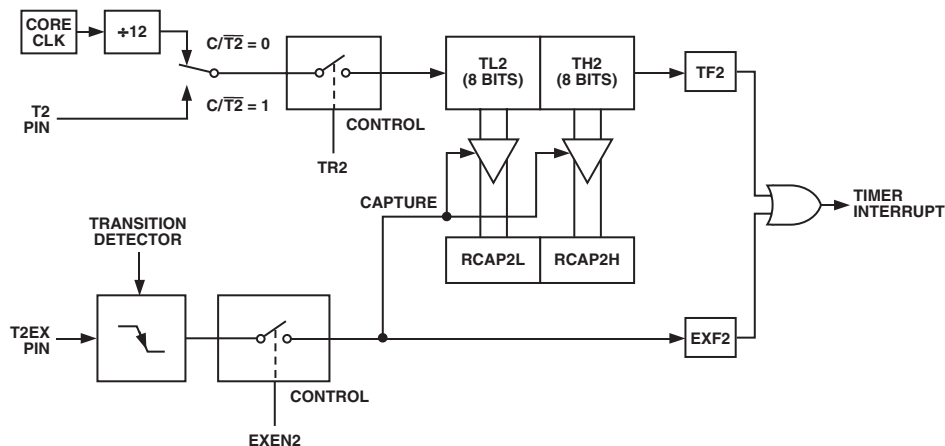 CORE
CLK
÷12
C/T2 = 0
C/T2 = 1
T2
PIN
CONTROL
TR2
TL2
(8 BITS)
TH2
(8 BITS)
TF2
CAPTURE
TIMER
INTERRUPT
TRANSITION
DETECTOR
RCAP2L
RCAP2H
T2EX
PIN
CONTROL
EXEN2
EXF2